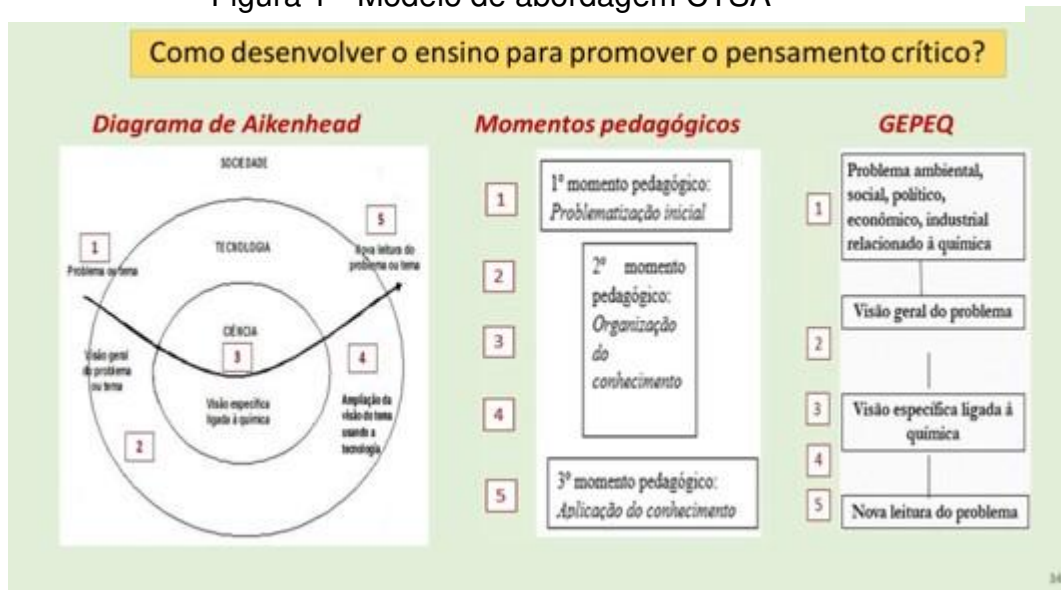 Figura 1 - Modelo de abordagem CTSA
Como desenvolver o ensino para promover o pensamento crítico?
Diagrama de Aikenhead
SOCIEDADE
TECNOLOGIA
CIÊNCIA
1
Problema ou tema
Visão geral
do problema
ou tema
2
3
Visão específica
ligada à química
4
Ampliação da
visão do tema
usando a
tecnologia
5
Nova leitura do
problema ou tema
Momentos pedagógicos
1
1º momento pedagógico:
Problematização inicial
2
3
4
2º momento
pedagógico:
Organização
do
conhecimento
5
3º momento pedagógico:
Aplicação do conhecimento
GEPEQ
1
Problema ambiental,
social, político,
econômico, industrial
relacionado à química
Visão geral do problema
2
3
Visão específica ligada à
química
4
5
Nova leitura do problema